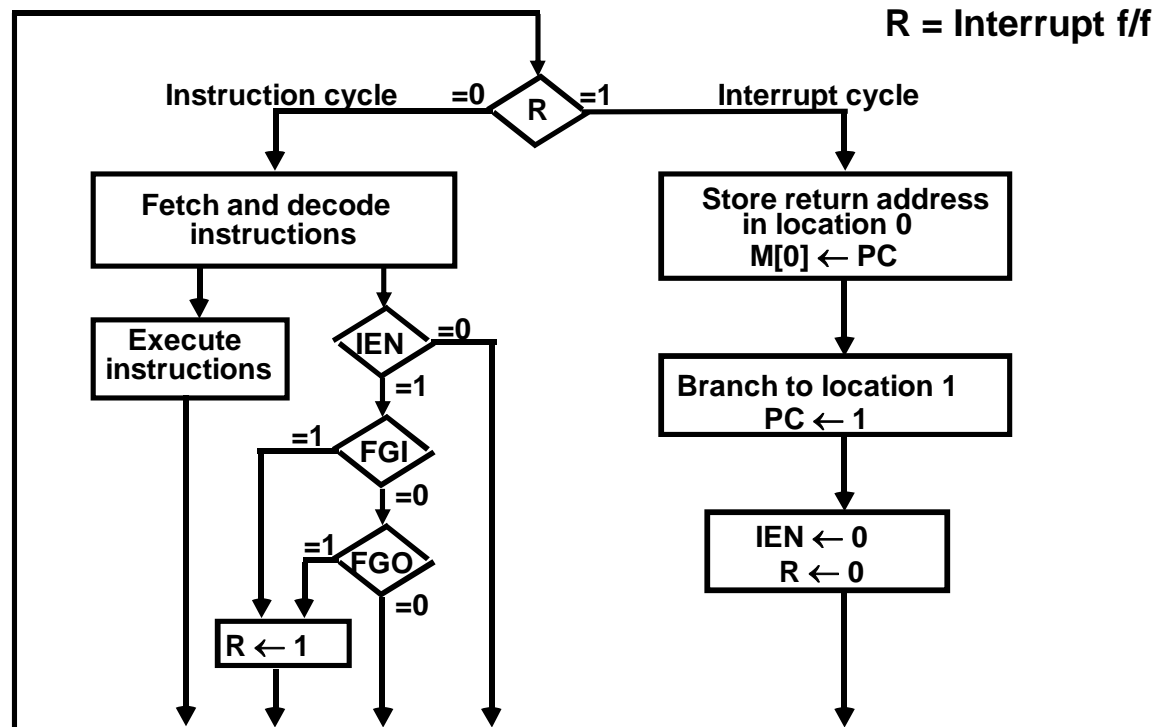 R = Interrupt f/f
R
Instruction cycle
=0
=1
Interrupt cycle
Fetch and decode
instructions
Store return address
in location 0
M[0] ← PC
Execute
instructions
IEN
=0
=1
Branch to location 1
PC ← 1
=1
FGI
=0
=1
FGO
=0
IEN ← 0
R ← 0
R ← 1